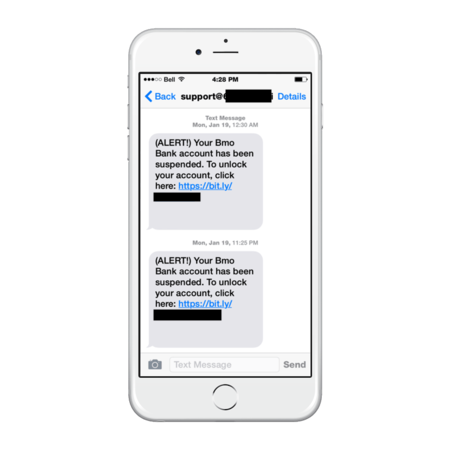 Bell
4:28 PM
Back
support@
Details
Text Message
Mon, Jan 19, 12:30 AM
(ALERT!) Your Bmo
Bank account has been
suspended. To unlock
your account, click
here: https://bit.ly/
Mon, Jan 19, 11:25 PM
(ALERT!) Your Bmo
Bank account has been
suspended. To unlock
your account, click
here: https://bit.ly/
Text Message
Send